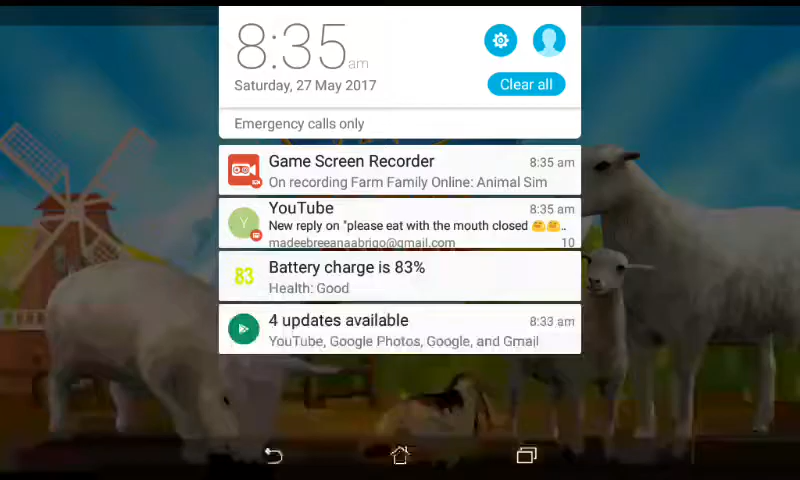 8:35 am
Saturday, 27 May 2017
Clear all
Emergency calls only
Game Screen Recorder 8:35 am
On recording Farm Family Online: Animal Sim
Y
YouTube 8:35 am
New reply on "please eat with the mouth closed 😋😋..
madeebreeanaabrigo@gmail.com 10
83
Battery charge is 83%
Health: Good
4 updates available 8:33 am
YouTube, Google Photos, Google, and Gmail